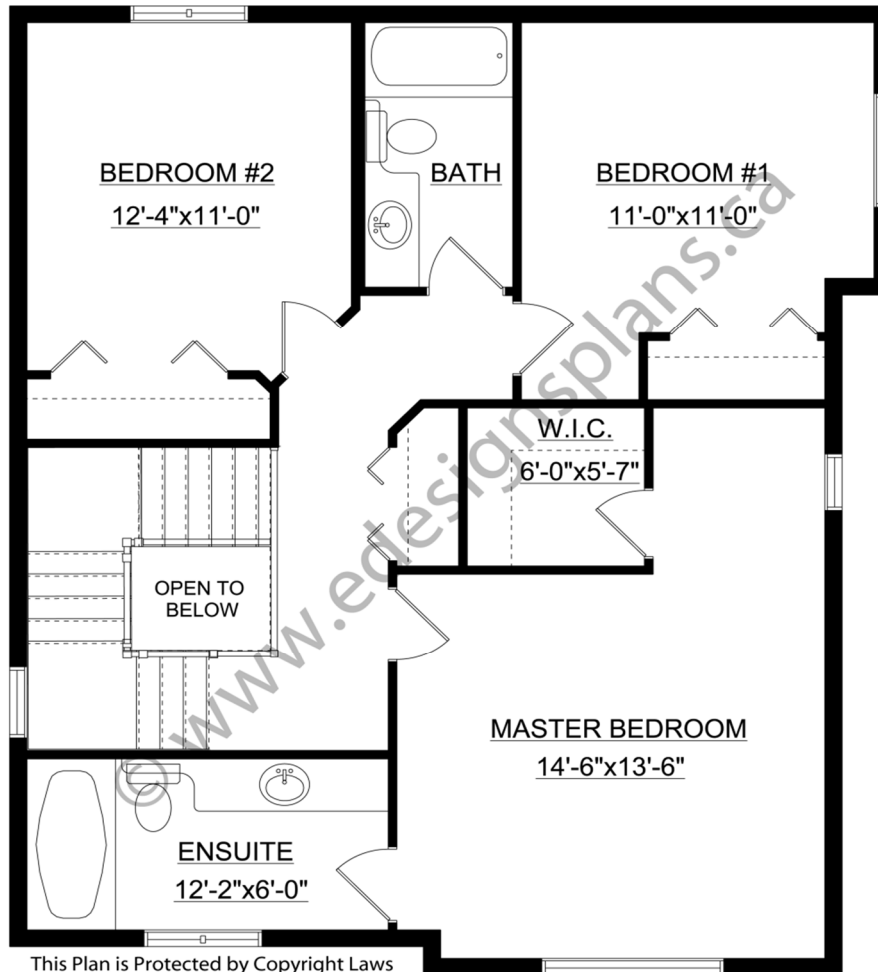 BEDROOM #2
12'-4"x11'-0"
BATH
BEDROOM #1
11'-0"x11'-0"
W.I.C.
6'-0"x5'-7"
OPEN TO
BELOW
MASTER BEDROOM
14'-6"x13'-6"
ENSUITE
12'-2"x6'-0"
© www.edesignsplans.ca
This Plan is Protected by Copyright Laws